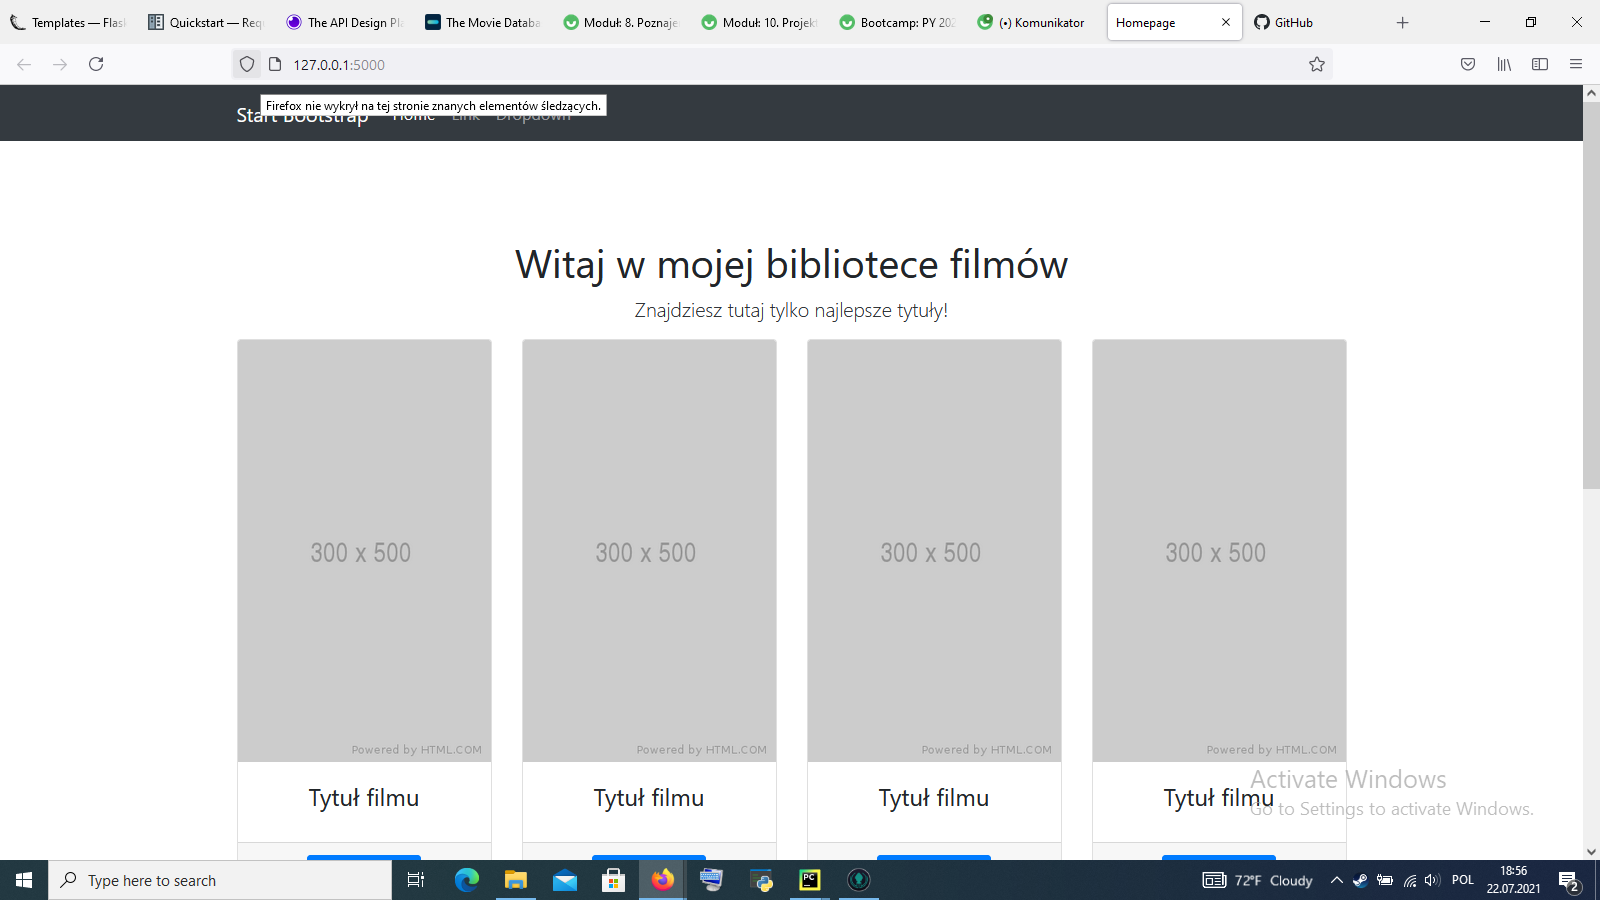 Templates — Flask
Quickstart — Requ
The API Design Pla
The Movie Databa
Moduł: 8. Poznaje
Moduł: 10. Projekt
Bootcamp: PY 202
(•) Komunikator
Homepage
GitHub
127.0.0.1:5000
Firefox nie wykrył na tej stronie znanych elementów śledzących.
Start Bootstrap Home Link Dropdown
Witaj w mojej bibliotece filmów
Znajdziesz tutaj tylko najlepsze tytuły!
300 x 500
Powered by HTML.COM
Tytuł filmu
300 x 500
Powered by HTML.COM
Tytuł filmu
300 x 500
Powered by HTML.COM
Tytuł filmu
300 x 500
Powered by HTML.COM
Tytuł filmu
Activate Windows
Go to Settings to activate Windows.
Type here to search
PC
72°F Cloudy
POL
18:56
22.07.2021
2